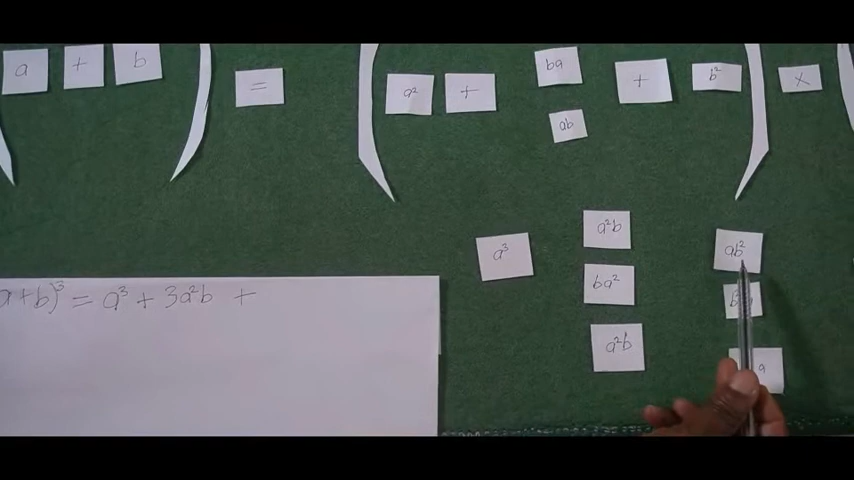 a + b ) = ( a² + ba + b² ) ×
ab
a³ a²b ab²
ba²
a²b a
a+b)³ = a³ + 3a²b +